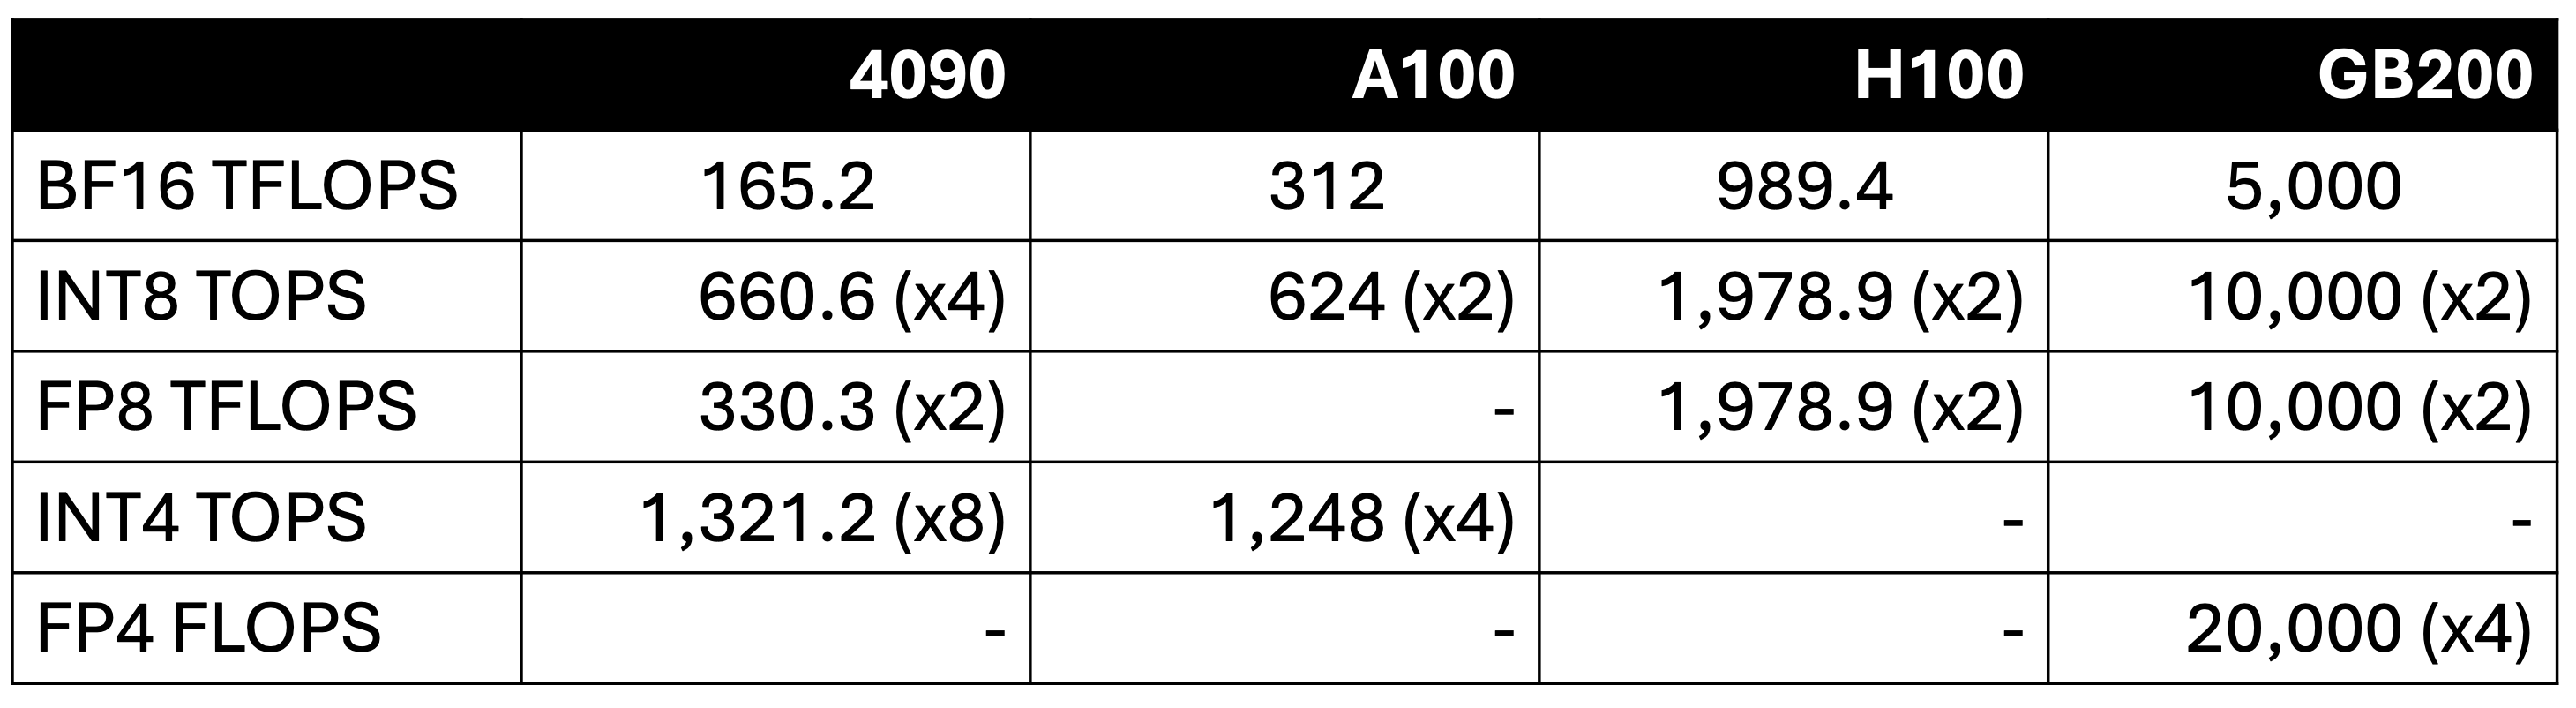 4090 A100 H100 GB200
BF16 TFLOPS 165.2 312 989.4 5,000
INT8 TOPS 660.6 (x4) 624 (x2) 1,978.9 (x2) 10,000 (x2)
FP8 TFLOPS 330.3 (x2) - 1,978.9 (x2) 10,000 (x2)
INT4 TOPS 1,321.2 (x8) 1,248 (x4) - -
FP4 FLOPS - - - 20,000 (x4)